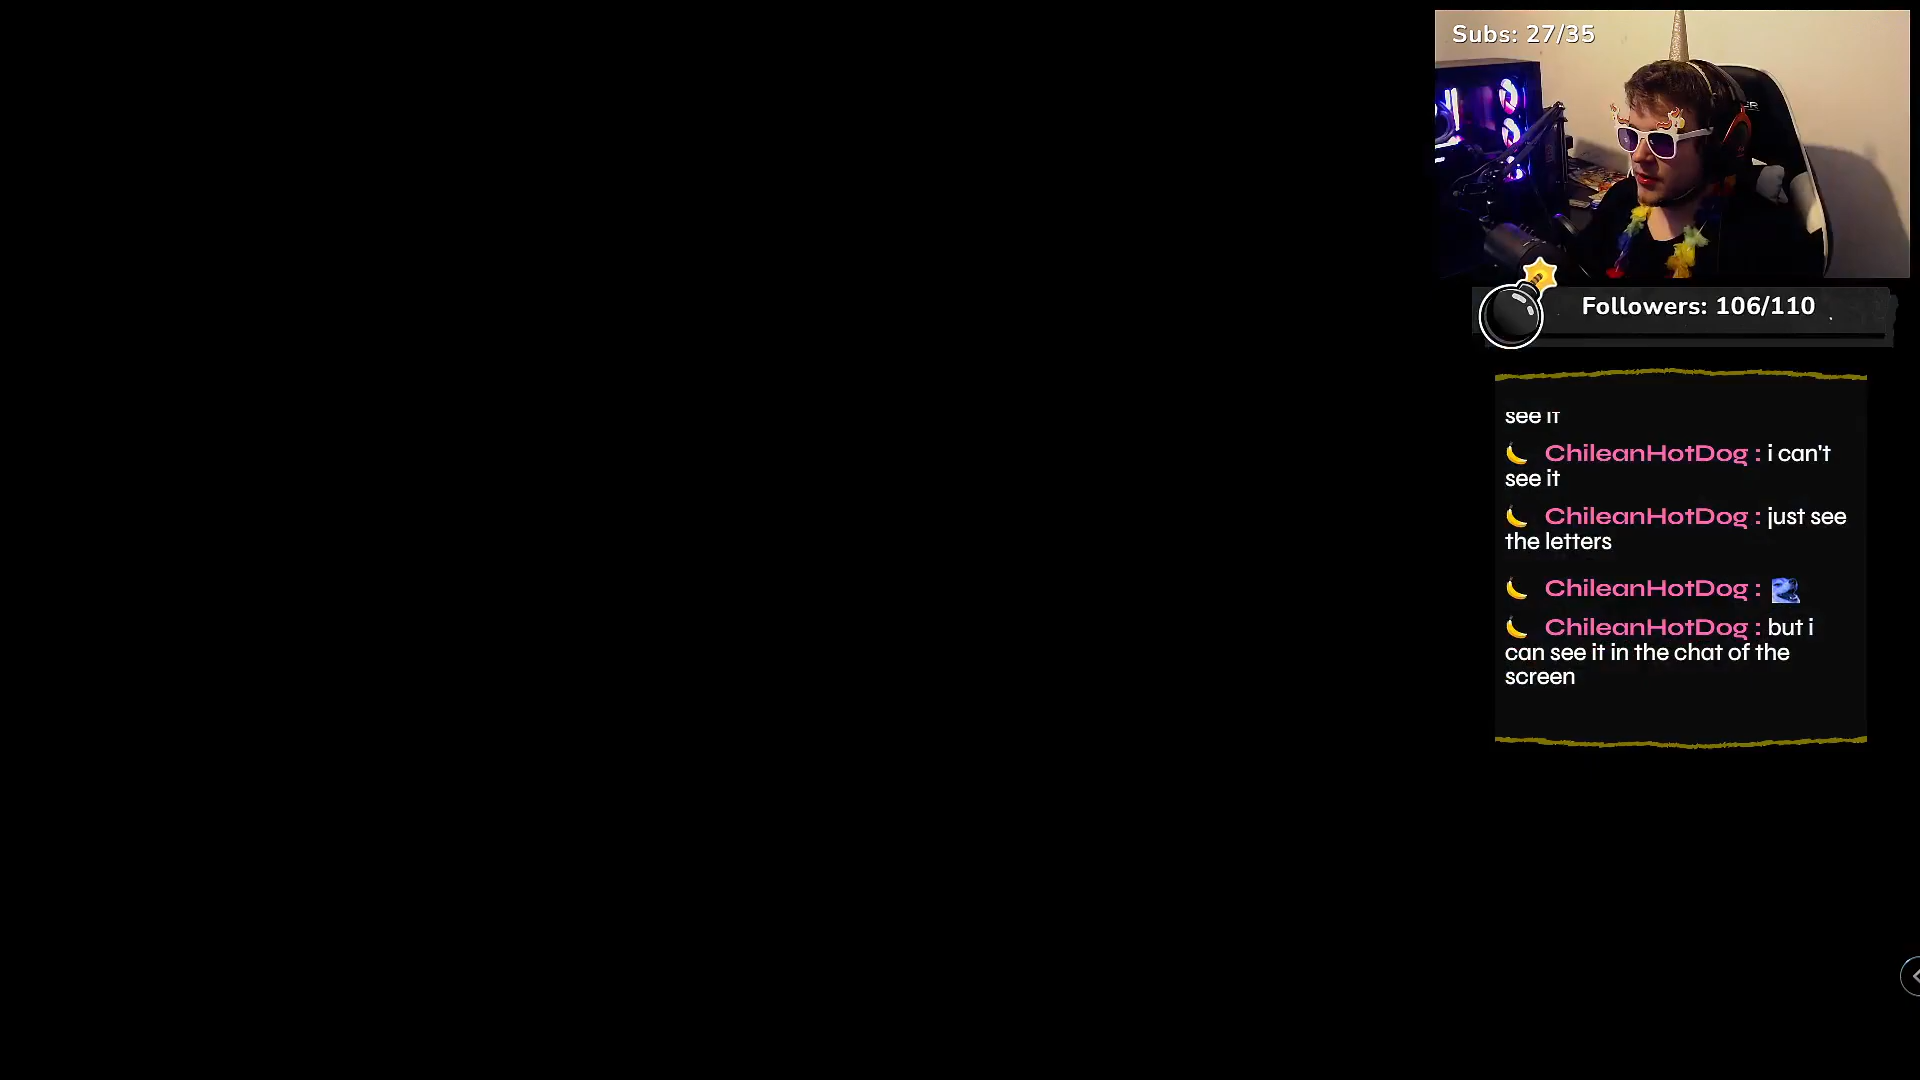 Subs: 27/35
Followers: 106/110
see it
ChileanHotDog : i can't
see it
ChileanHotDog : just see
the letters
ChileanHotDog :
ChileanHotDog : but i
can see it in the chat of the
screen